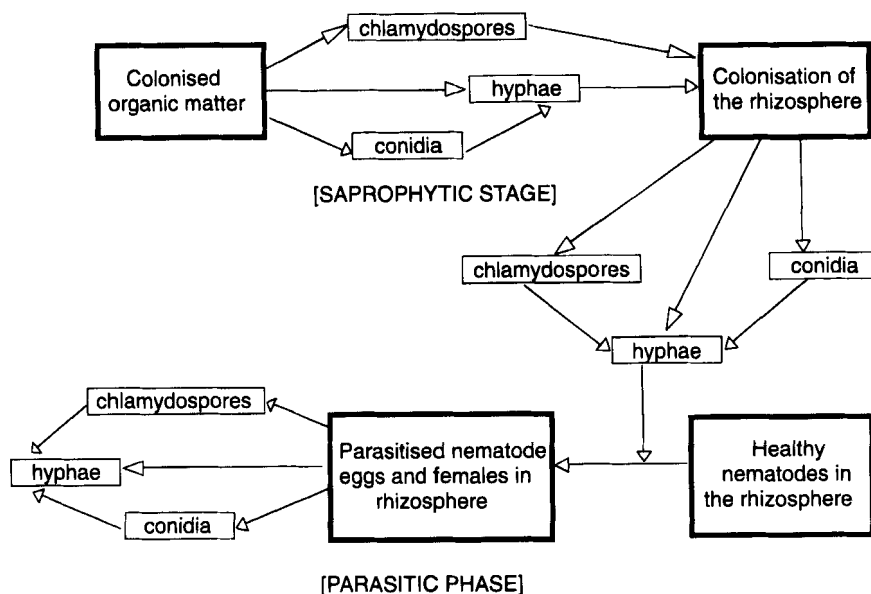 chlamydospores
Colonised
organic matter
hyphae
Colonisation of
the rhizosphere
conidia
[SAPROPHYTIC STAGE]
chlamydospores
conidia
hyphae
chlamydospores
hyphae
conidia
Parasitised nematode
eggs and females in
rhizosphere
Healthy
nematodes in
the rhizosphere
[PARASITIC PHASE]